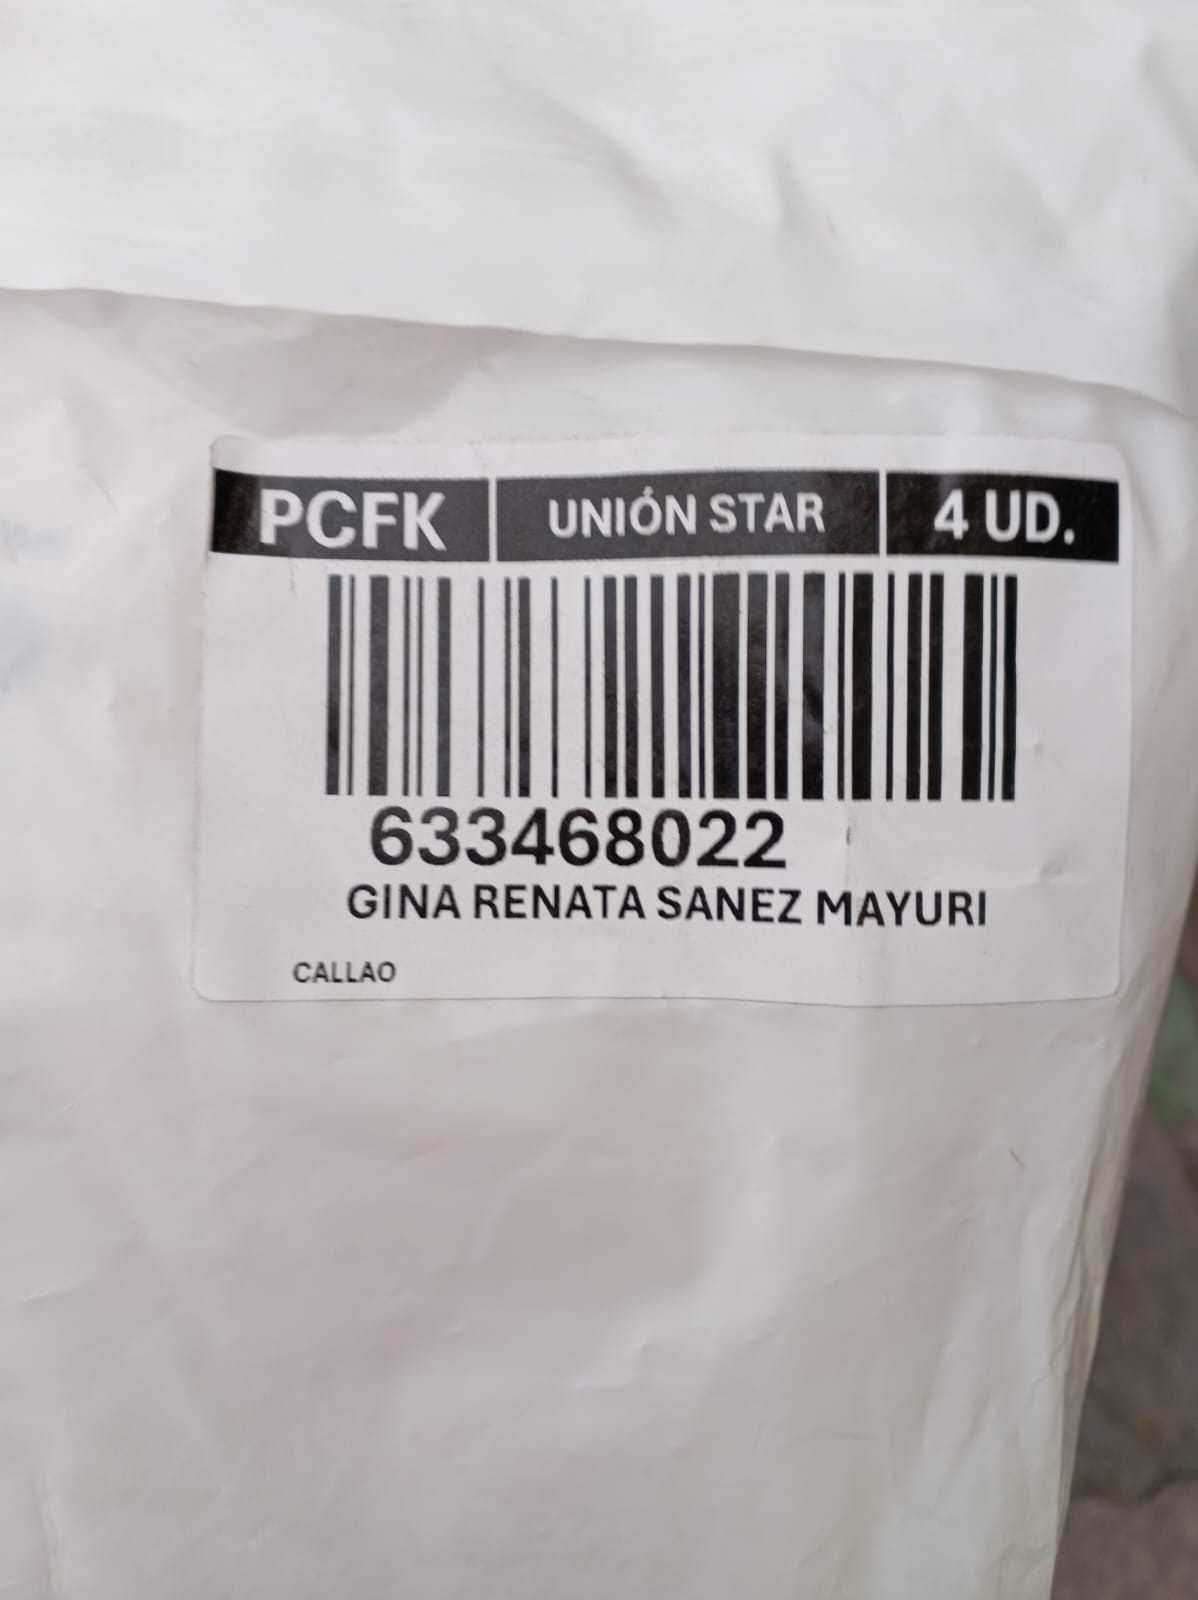 PCFK UNIÓN STAR 4 UD.
633468022
GINA RENATA SANEZ MAYURI
CALLAO